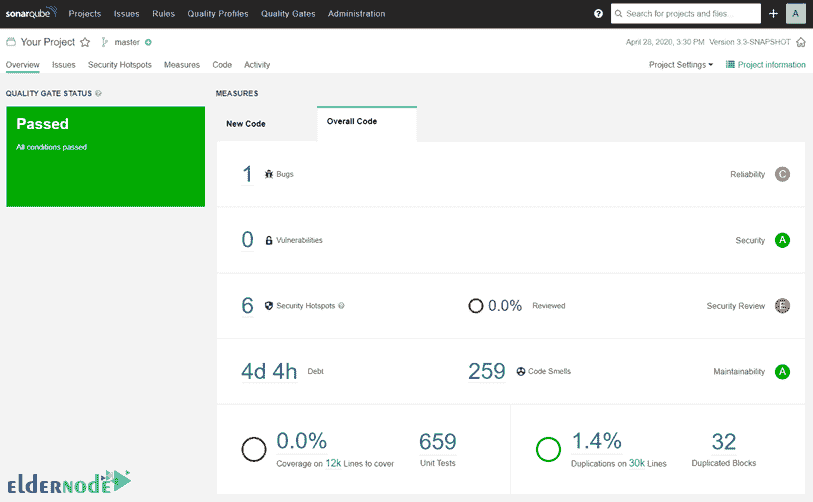 sonarqube Projects Issues Rules Quality Profiles Quality Gates Administration ? Search for projects and files... A
Your Project master April 28, 2020, 3:30 PM Version 3.3-SNAPSHOT
Overview Issues Security Hotspots Measures Code Activity Project Settings Project information
QUALITY GATE STATUS MEASURES
Passed
All conditions passed
New Code Overall Code
1 Bugs Reliability C
0 Vulnerabilities Security A
6 Security Hotspots 0.0% Reviewed Security Review E
4d 4h Debt 259 Code Smells Maintainability A
0.0% 659 1.4% 32
Coverage on 12k Lines to cover Unit Tests Duplications on 30k Lines Duplicated Blocks
ELDERNODE